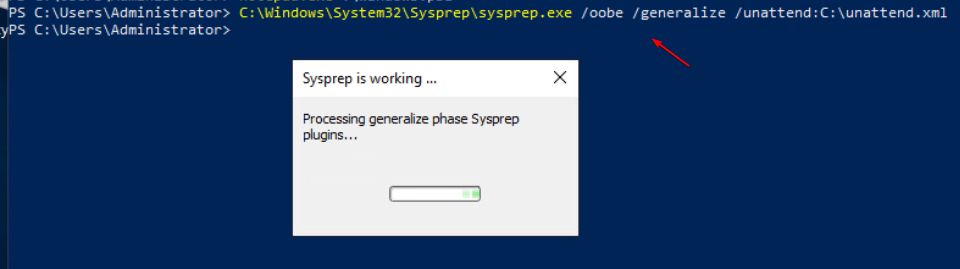 PS C:\Users\Administrator> C:\Windows\System32\Sysprep\sysprep.exe /oobe /generalize /unattend:C:\unattend.xml
PS C:\Users\Administrator>
Sysprep is working ...
Processing generalize phase Sysprep
plugins...